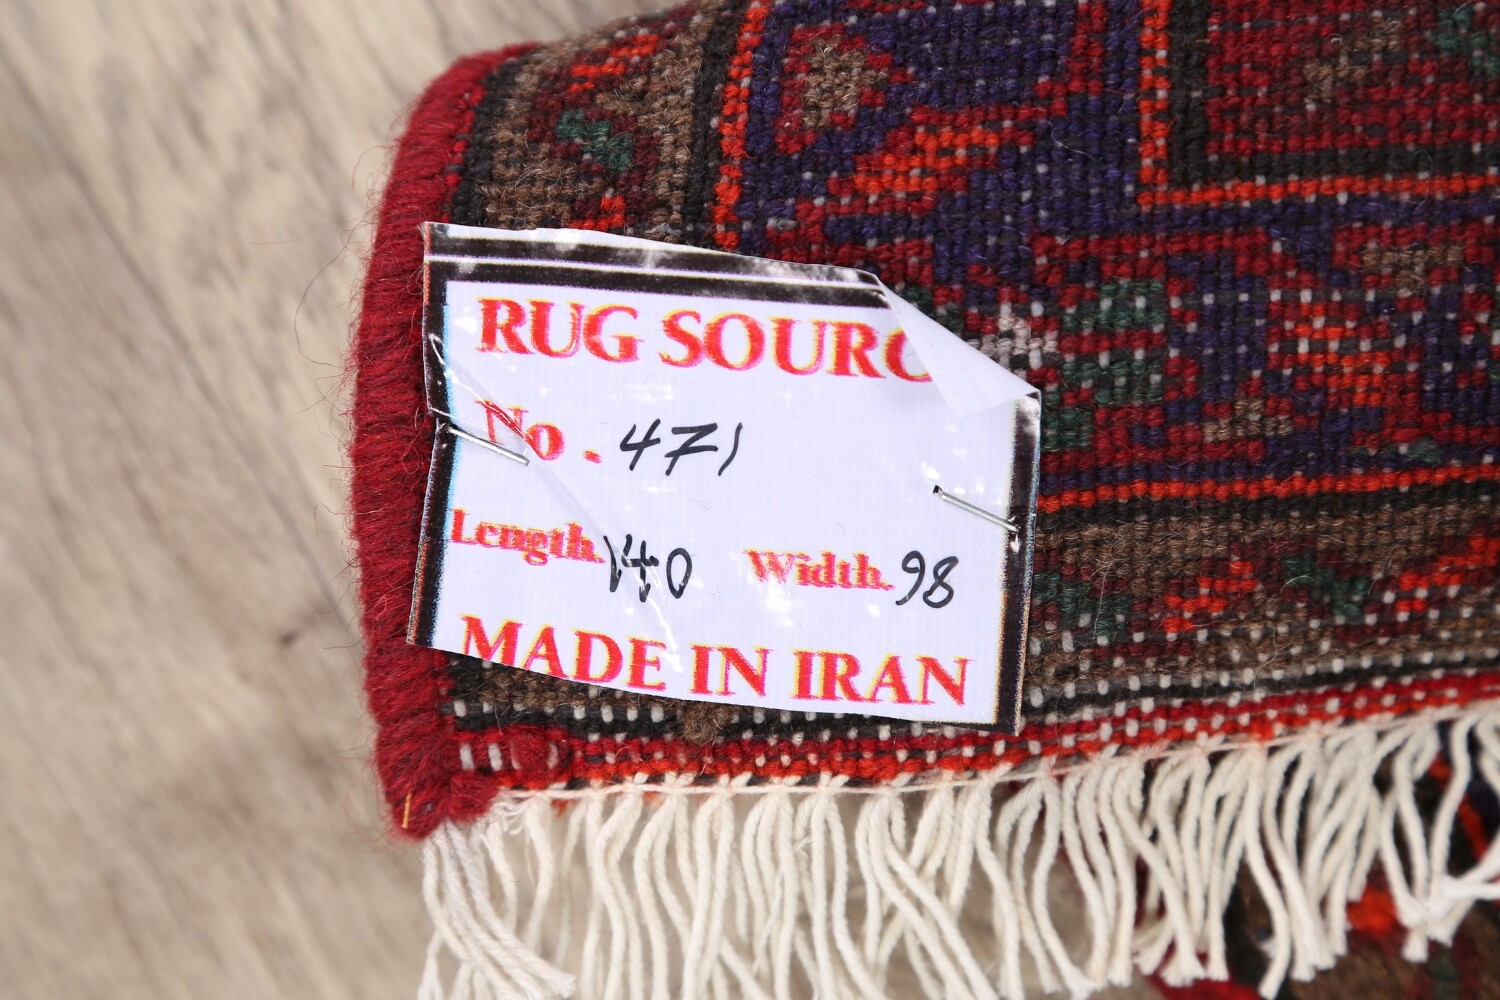 RUG SOURC
No. 471
Length. 140 Width. 98
MADE IN IRAN